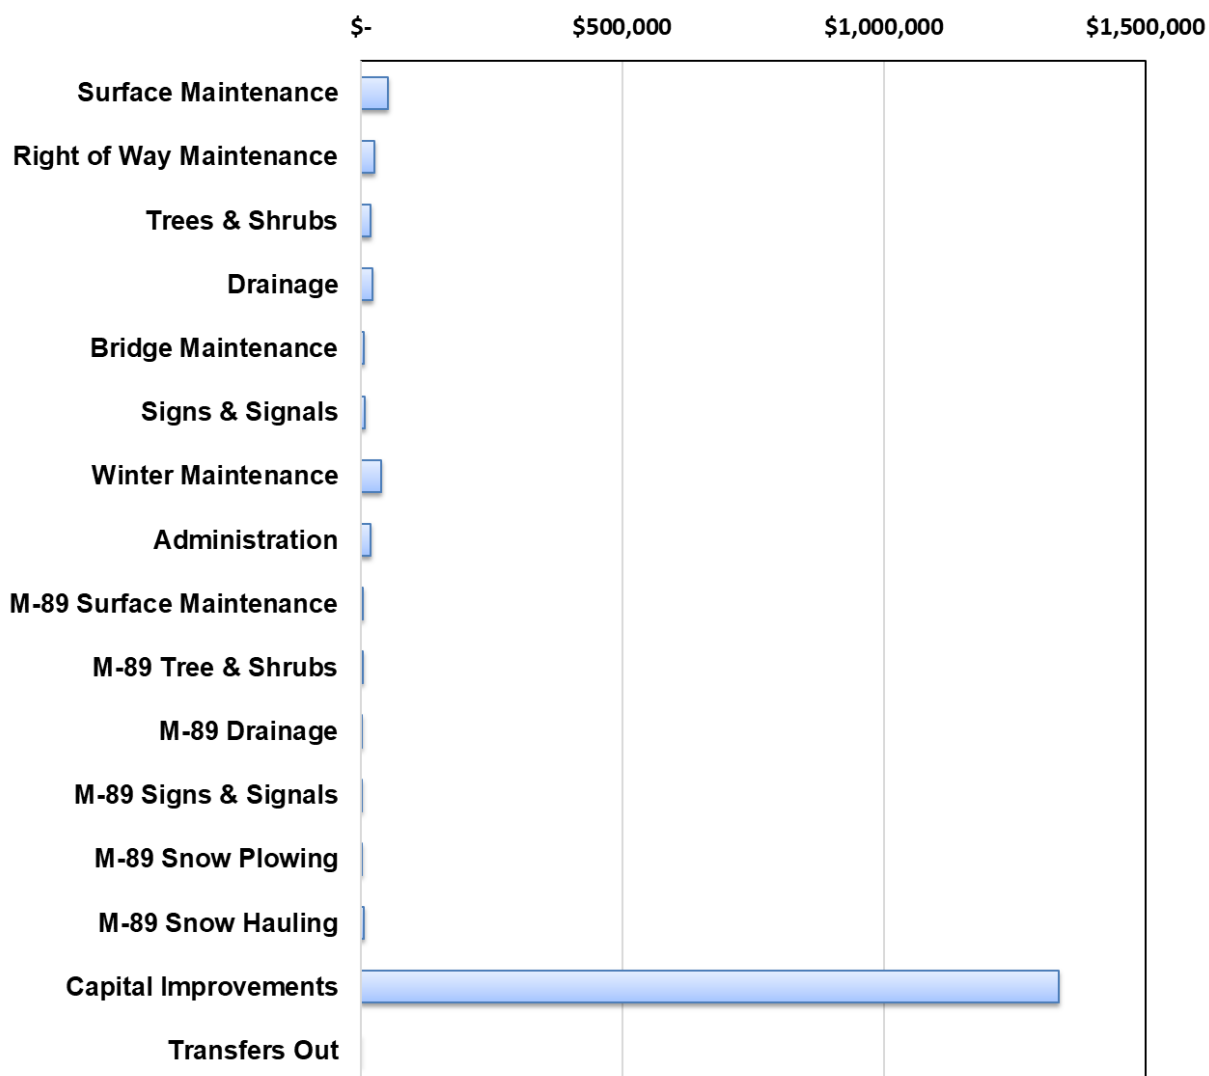 $- $500,000 $1,000,000 $1,500,000
Surface Maintenance
Right of Way Maintenance
Trees & Shrubs
Drainage
Bridge Maintenance
Signs & Signals
Winter Maintenance
Administration
M-89 Surface Maintenance
M-89 Tree & Shrubs
M-89 Drainage
M-89 Signs & Signals
M-89 Snow Plowing
M-89 Snow Hauling
Capital Improvements
Transfers Out